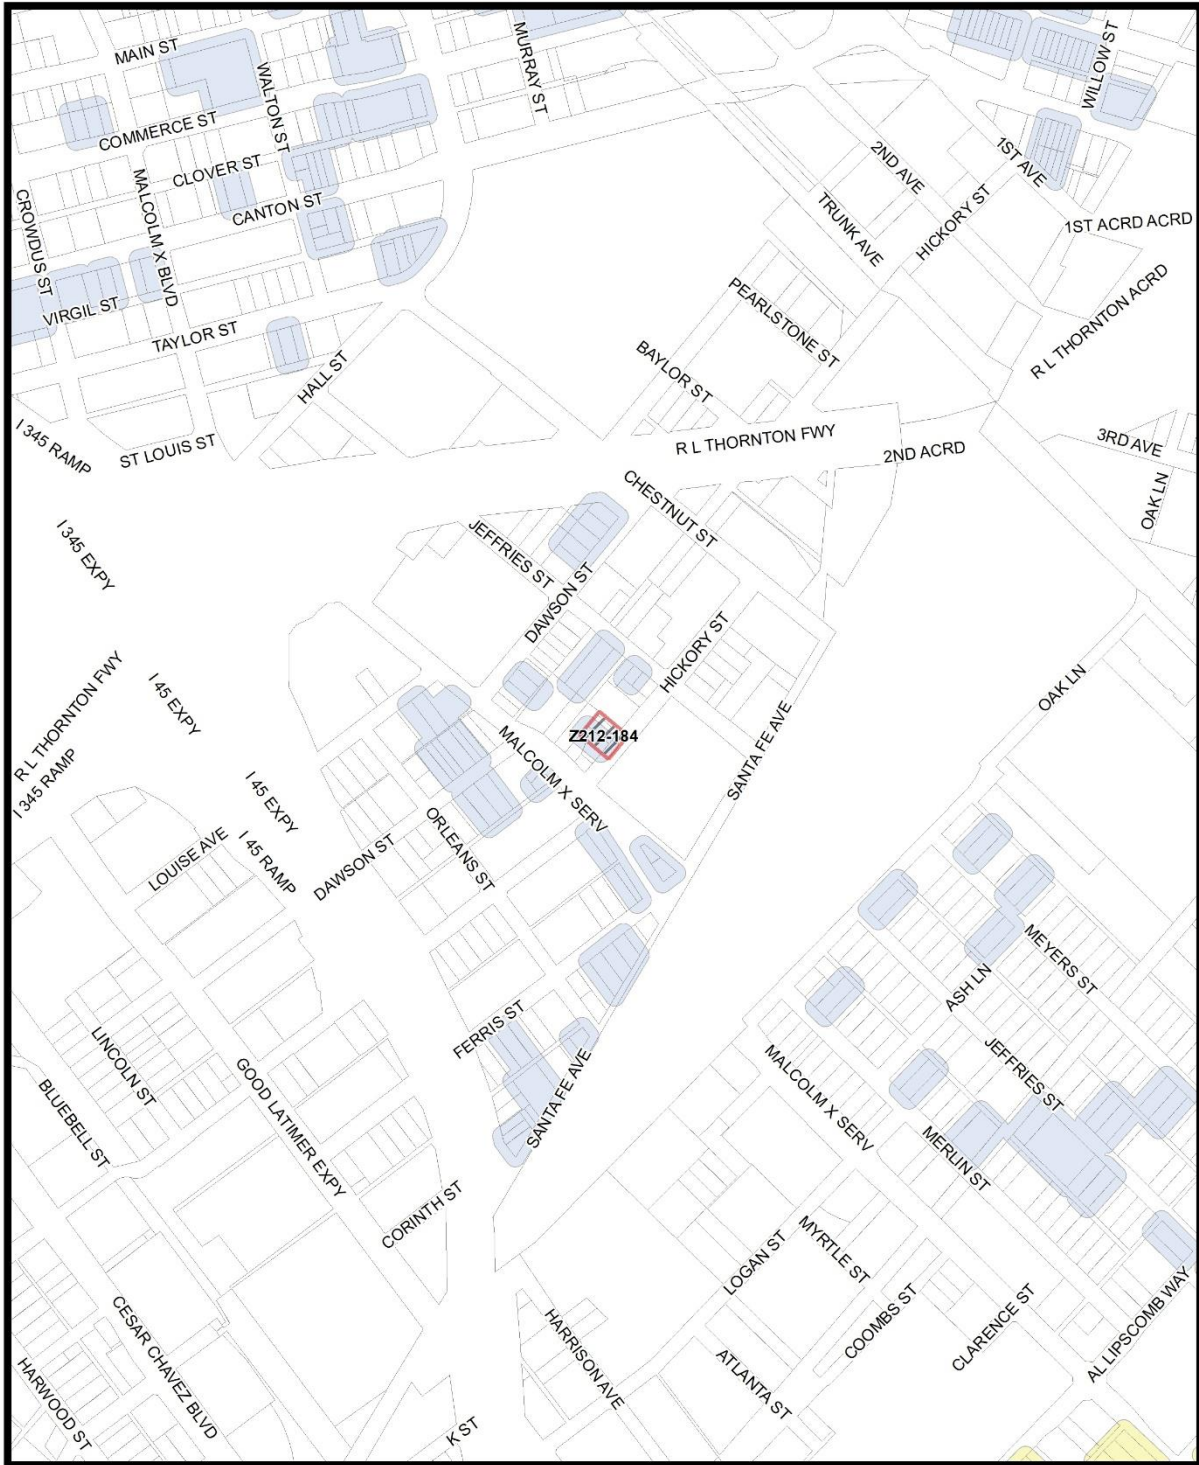 MAIN ST
WALTON ST
MURRAY ST
WILLOW ST
COMMERCE ST
CLOVER ST
CANTON ST
MALCOLM X BLVD
CROWDUS ST
VIRGIL ST
TAYLOR ST
HALL ST
ST LOUIS ST
I 345 RAMP
2ND AVE
1ST AVE
TRUNK AVE
HICKORY ST
1ST ACRD ACRD
R L THORNTON ACRD
PEARLSTONE ST
BAYLOR ST
R L THORNTON FWY
2ND ACRD
3RD AVE
OAK LN
CHESTNUT ST
JEFFRIES ST
DAWSON ST
I 345 EXPY
HICKORY ST
R L THORNTON FWY
I 345 RAMP
I 45 EXPY
OAK LN
Z212-184
SANTA FE AVE
MALCOLM X SERV
I 45 EXPY
I 45 RAMP
LOUISE AVE
DAWSON ST
ORLEANS ST
MEYERS ST
ASH LN
FERRIS ST
LINCOLN ST
BLUEBELL ST
GOOD LATIMER EXPY
SANTA FE AVE
MALCOLM X SERV
JEFFRIES ST
MERLIN ST
CORINTH ST
MYRTLE ST
LOGAN ST
COOMBS ST
CLARENCE ST
AL LIPSCOMB WAY
CESAR CHAVEZ BLVD
HARWOOD ST
HARRISON AVE
ATLANTA ST
K ST